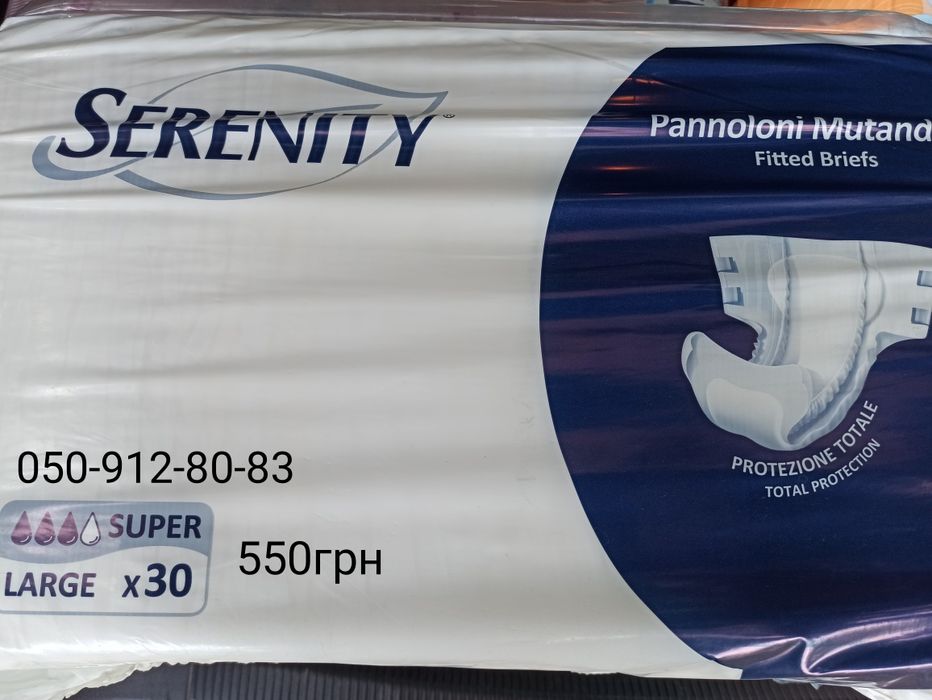 SERENITY®
Pannoloni Mutand
Fitted Briefs
PROTEZIONE TOTALE
TOTAL PROTECTION
050-912-80-83
SUPER
LARGE x30
550грн